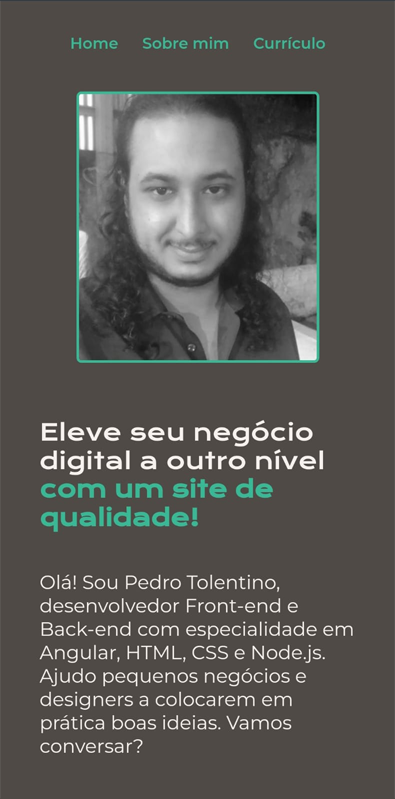 Home Sobre mim Currículo
Eleve seu negócio
digital a outro nível
com um site de
qualidade!
Olá! Sou Pedro Tolentino,
desenvolvedor Front-end e
Back-end com especialidade em
Angular, HTML, CSS e Node.js.
Ajudo pequenos negócios e
designers a colocarem em
prática boas ideias. Vamos
conversar?